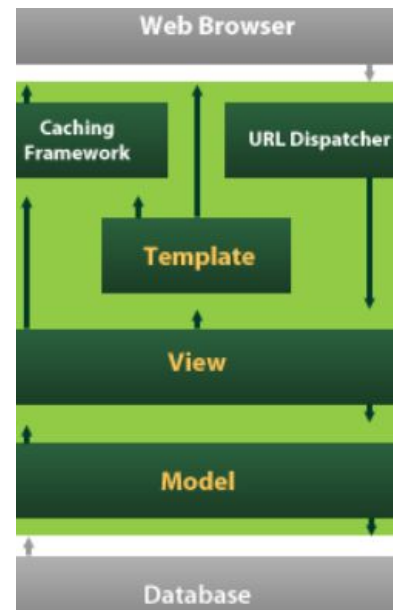 Web Browser
Caching
Framework
URL Dispatcher
Template
View
Model
Database